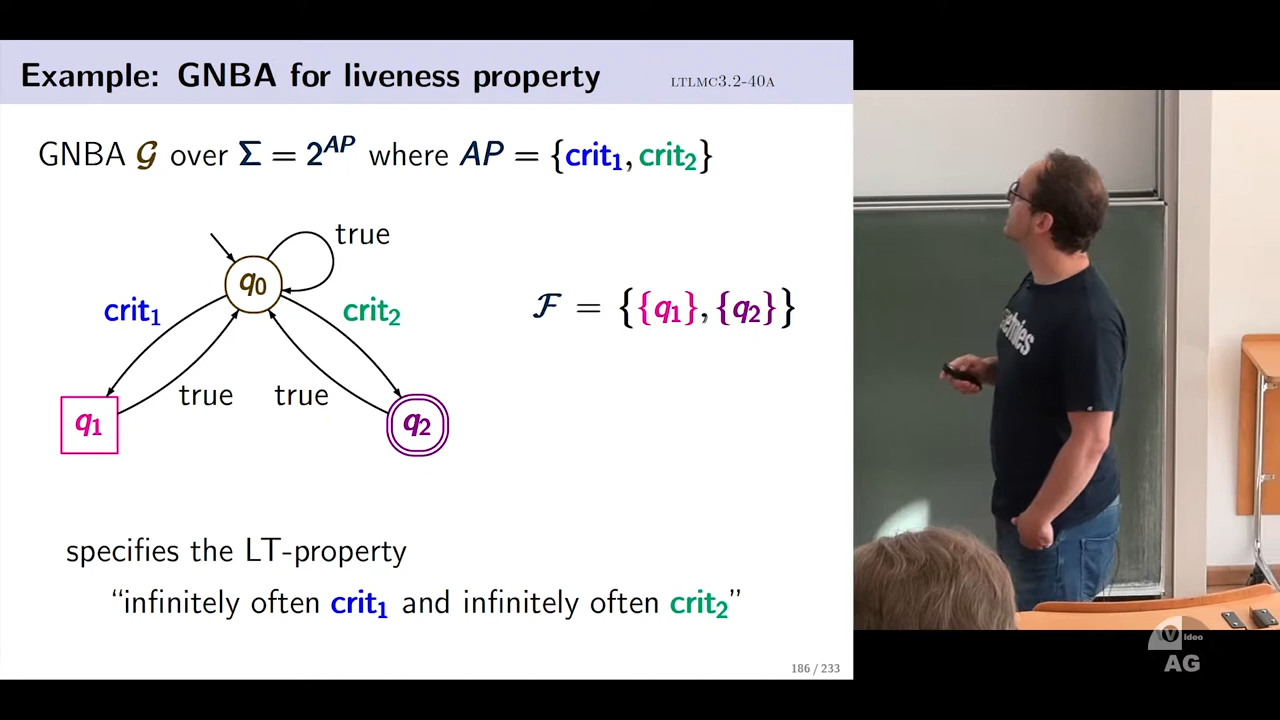 Example: GNBA for liveness property LTLMC3.2-40A
GNBA 𝒢 over Σ = 2^AP where AP = {crit₁, crit₂}
true
q₀
crit₁
crit₂
ℱ = {{q₁}, {q₂}}
true
true
q₁
q₂
specifies the LT-property
“infinitely often crit₁ and infinitely often crit₂”
186 / 233
Video
AG